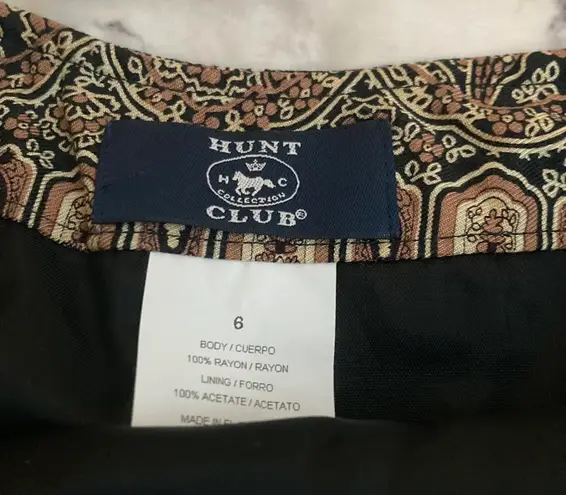 HUNT
H C
COLLECTION
CLUB®
6
BODY / CUERPO
100% RAYON / RAYON
LINING / FORRO
100% ACETATE / ACETATO
MADE IN